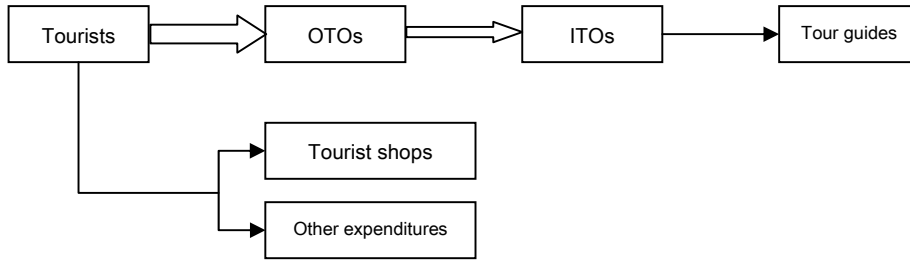 Tourists
OTOs
ITOs
Tour guides
Tourist shops
Other expenditures